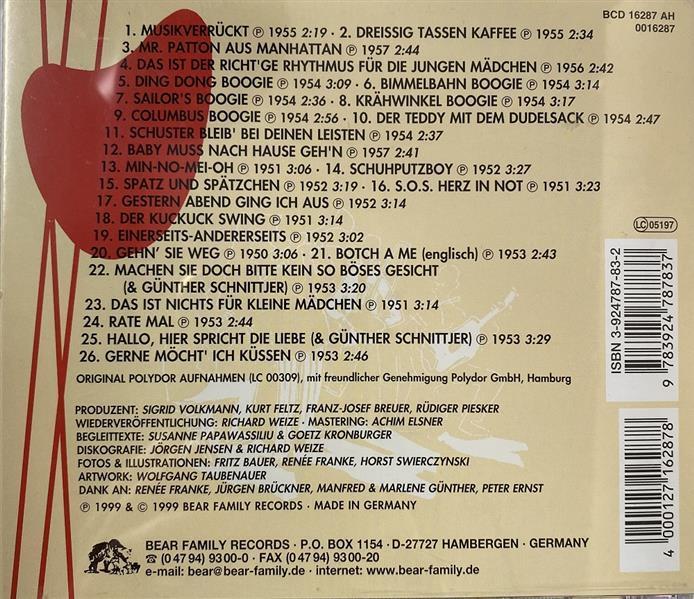 BCD 16287 AH
0016287
1. MUSIKVERRÜCKT Ⓟ 1955 2:19 · 2. DREISSIG TASSEN KAFFEE Ⓟ 1955 2:34
3. MR. PATTON AUS MANHATTAN Ⓟ 1957 2:44
4. DAS IST DER RICHT'GE RHYTHMUS FÜR DIE JUNGEN MÄDCHEN Ⓟ 1956 2:42
5. DING DONG BOOGIE Ⓟ 1954 3:09 · 6. BIMMELBAHN BOOGIE Ⓟ 1954 3:14
7. SAILOR'S BOOGIE Ⓟ 1954 2:36 · 8. KRÄHWINKEL BOOGIE Ⓟ 1954 3:17
9. COLUMBUS BOOGIE Ⓟ 1954 2:56 · 10. DER TEDDY MIT DEM DUDELSACK Ⓟ 1954 2:47
11. SCHUSTER BLEIB' BEI DEINEN LEISTEN Ⓟ 1954 2:37
12. BABY MUSS NACH HAUSE GEH'N Ⓟ 1957 2:41
13. MIN-NO-MEI-OH Ⓟ 1951 3:06 · 14. SCHUHPUTZBOY Ⓟ 1952 3:27
15. SPATZ UND SPÄTZCHEN Ⓟ 1952 3:19 · 16. S.O.S. HERZ IN NOT Ⓟ 1951 3:23
17. GESTERN ABEND GING ICH AUS Ⓟ 1952 3:14
18. DER KUCKUCK SWING Ⓟ 1951 3:14
19. EINERSEITS-ANDERERSEITS Ⓟ 1952 3:02
20. GEHN' SIE WEG Ⓟ 1950 3:06 · 21. BOTCH A ME (englisch) Ⓟ 1953 2:43
22. MACHEN SIE DOCH BITTE KEIN SO BÖSES GESICHT
(& GÜNTHER SCHNITTJER) Ⓟ 1953 3:20
23. DAS IST NICHTS FÜR KLEINE MÄDCHEN Ⓟ 1951 3:14
24. RATE MAL Ⓟ 1953 2:44
25. HALLO, HIER SPRICHT DIE LIEBE (& GÜNTHER SCHNITTJER) Ⓟ 1953 3:29
26. GERNE MÖCHT' ICH KÜSSEN Ⓟ 1953 2:46
LC 05197
ORIGINAL POLYDOR AUFNAHMEN (LC 00309), mit freundlicher Genehmigung Polydor GmbH, Hamburg
PRODUZENT: SIGRID VOLKMANN, KURT FELTZ, FRANZ-JOSEF BREUER, RÜDIGER PIESKER
WIEDERVERÖFFENTLICHUNG: RICHARD WEIZE · MASTERING: ACHIM ELSNER
BEGLEITTEXTE: SUSANNE PAPAWASSILIU & GOETZ KRONBURGER
DISKOGRAFIE: JÖRGEN JENSEN & RICHARD WEIZE
FOTOS & ILLUSTRATIONEN: FRITZ BAUER, RENÉE FRANKE, HORST SWIERCZYNSKI
ARTWORK: WOLFGANG TAUBENAUER
DANK AN: RENÉE FRANKE, JÜRGEN BRÜCKNER, MANFRED & MARLENE GÜNTHER, PETER ERNST
Ⓟ 1999 & © 1999 BEAR FAMILY RECORDS · MADE IN GERMANY
BEAR FAMILY RECORDS · P.O. BOX 1154 · D-27727 HAMBERGEN · GERMANY
☎ (0 47 94) 93 00-0 · FAX (0 47 94) 93 00-20
e-mail: bear@bear-family.de · internet: www.bear-family.de
ISBN 3-924787-83-2
9 783924 787837
4 000127 162878